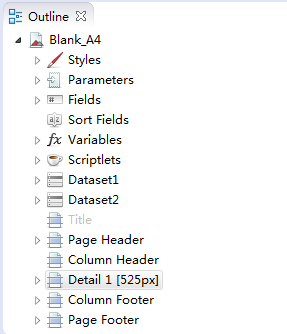 Outline
Blank_A4
Styles
Parameters
Fields
Sort Fields
fx Variables
Scriptlets
Dataset1
Dataset2
Title
Page Header
Column Header
Detail 1 [525px]
Column Footer
Page Footer